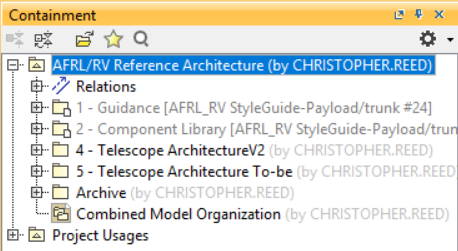 Containment
AFRL/RV Reference Architecture (by CHRISTOPHER.REED)
Relations
1 - Guidance [AFRL_RV StyleGuide-Payload/trunk #24]
2 - Component Library [AFRL_RV StyleGuide-Payload/trun
4 - Telescope ArchitectureV2 (by CHRISTOPHER.REED)
5 - Telescope Architecture To-be (by CHRISTOPHER.REED)
Archive (by CHRISTOPHER.REED)
Combined Model Organization (by CHRISTOPHER.REED)
Project Usages